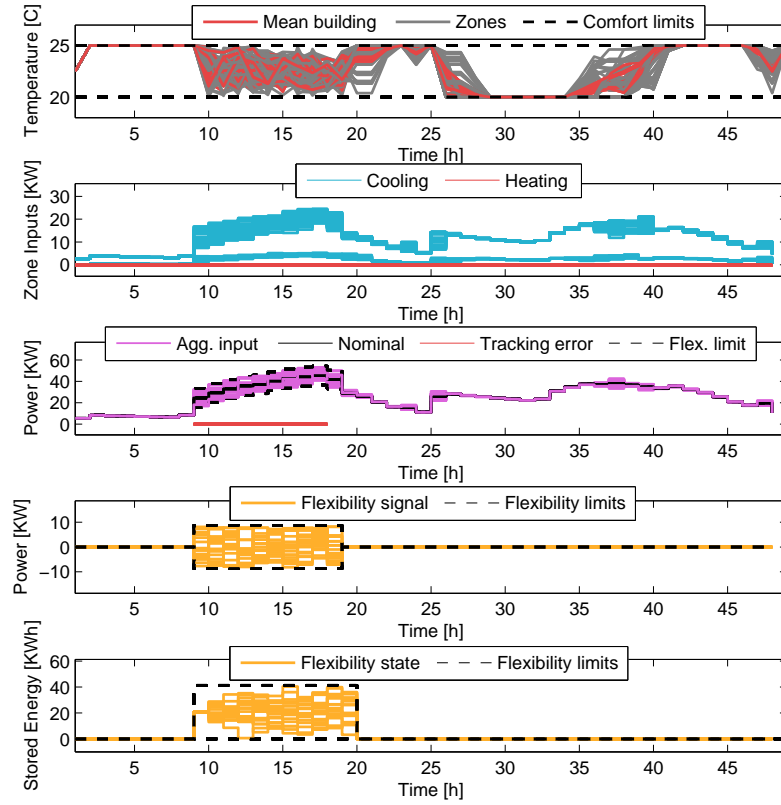 Mean building Zones Comfort limits
Temperature [C]
25
20
5 10 15 20 25 30 35 40 45
Time [h]
Cooling Heating
Zone Inputs [KW]
30
20
10
0
5 10 15 20 25 30 35 40 45
Time [h]
Agg. input Nominal Tracking error Flex. limit
Power [KW]
60
40
20
0
5 10 15 20 25 30 35 40 45
Time [h]
Flexibility signal Flexibility limits
Power [KW]
10
0
−10
5 10 15 20 25 30 35 40 45
Time [h]
Flexibility state Flexibility limits
Stored Energy [KWh]
60
40
20
0
5 10 15 20 25 30 35 40 45
Time [h]